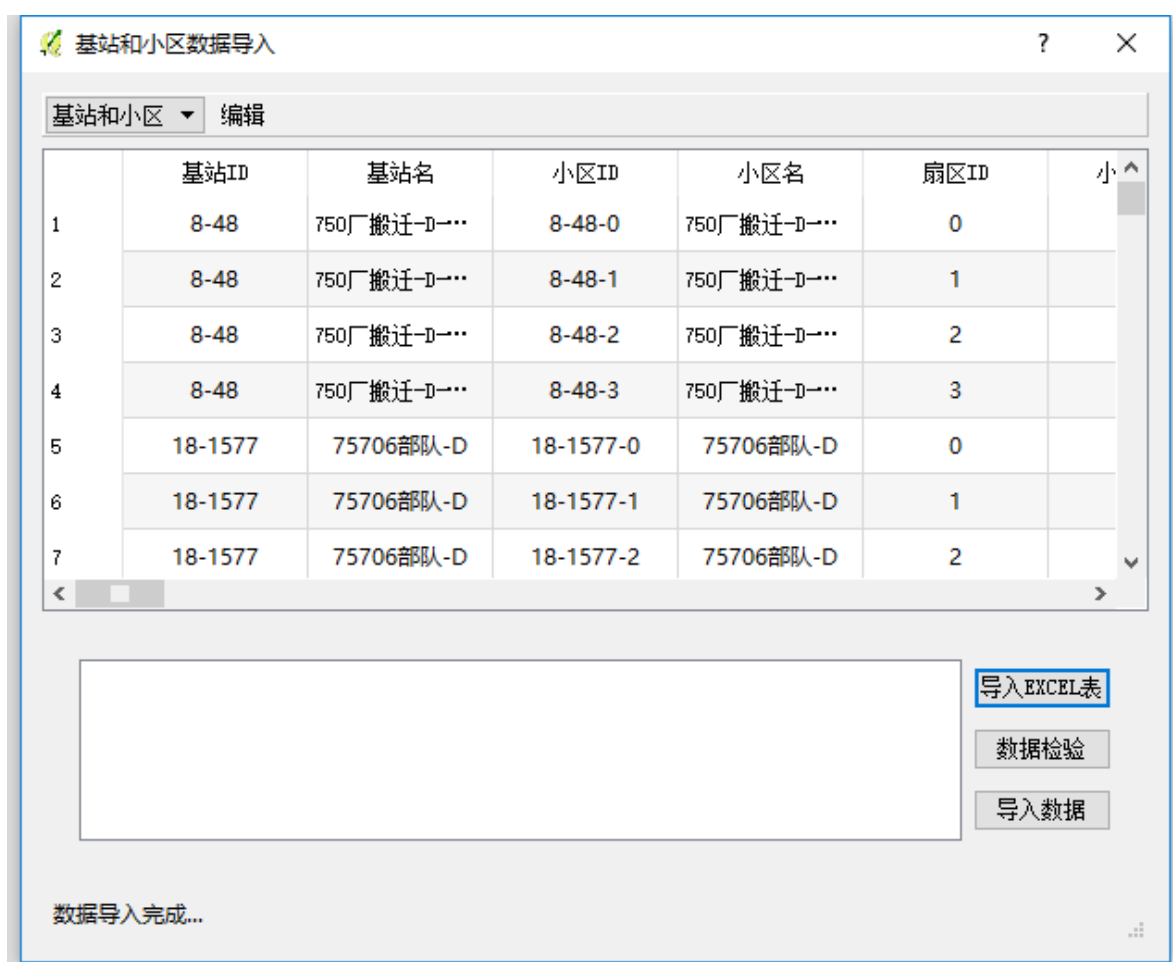 基站和小区数据导入 ?
基站和小区 编辑
基站ID 基站名 小区ID 小区名 扇区ID 小
1 8-48 750厂搬迁-D-… 8-48-0 750厂搬迁-D-… 0
2 8-48 750厂搬迁-D-… 8-48-1 750厂搬迁-D-… 1
3 8-48 750厂搬迁-D-… 8-48-2 750厂搬迁-D-… 2
4 8-48 750厂搬迁-D-… 8-48-3 750厂搬迁-D-… 3
5 18-1577 75706部队-D 18-1577-0 75706部队-D 0
6 18-1577 75706部队-D 18-1577-1 75706部队-D 1
7 18-1577 75706部队-D 18-1577-2 75706部队-D 2
导入EXCEL表
数据检验
导入数据
数据导入完成...